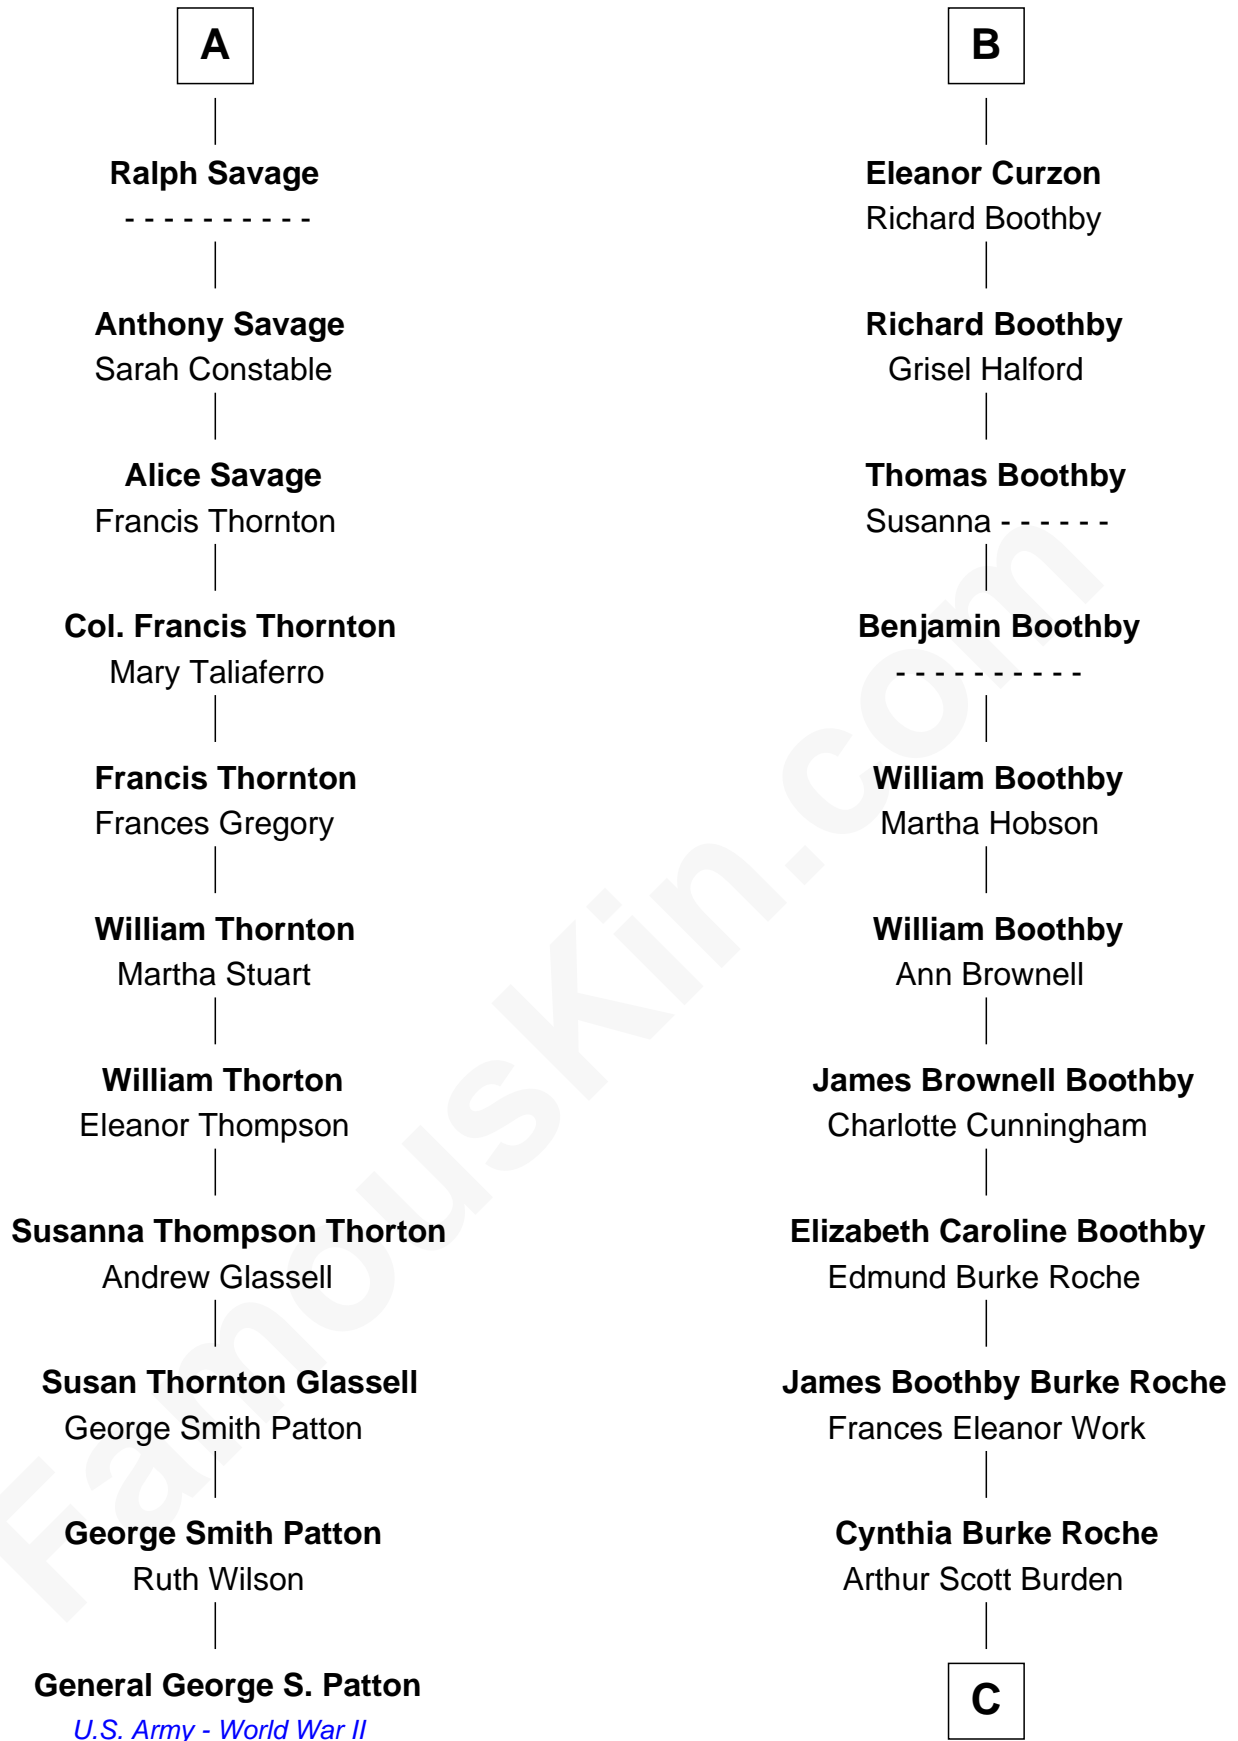 A
Ralph Savage
- - - - - - - - - -
Anthony Savage
Sarah Constable
Alice Savage
Francis Thornton
Col. Francis Thornton
Mary Taliaferro
Francis Thornton
Frances Gregory
William Thornton
Martha Stuart
William Thorton
Eleanor Thompson
Susanna Thompson Thorton
Andrew Glassell
Susan Thornton Glassell
George Smith Patton
George Smith Patton
Ruth Wilson
General George S. Patton
U.S. Army - World War II
B
Eleanor Curzon
Richard Boothby
Richard Boothby
Grisel Halford
Thomas Boothby
Susanna - - - - - -
Benjamin Boothby
- - - - - - - - - -
William Boothby
Martha Hobson
William Boothby
Ann Brownell
James Brownell Boothby
Charlotte Cunningham
Elizabeth Caroline Boothby
Edmund Burke Roche
James Boothby Burke Roche
Frances Eleanor Work
Cynthia Burke Roche
Arthur Scott Burden
C
FamousKin.com